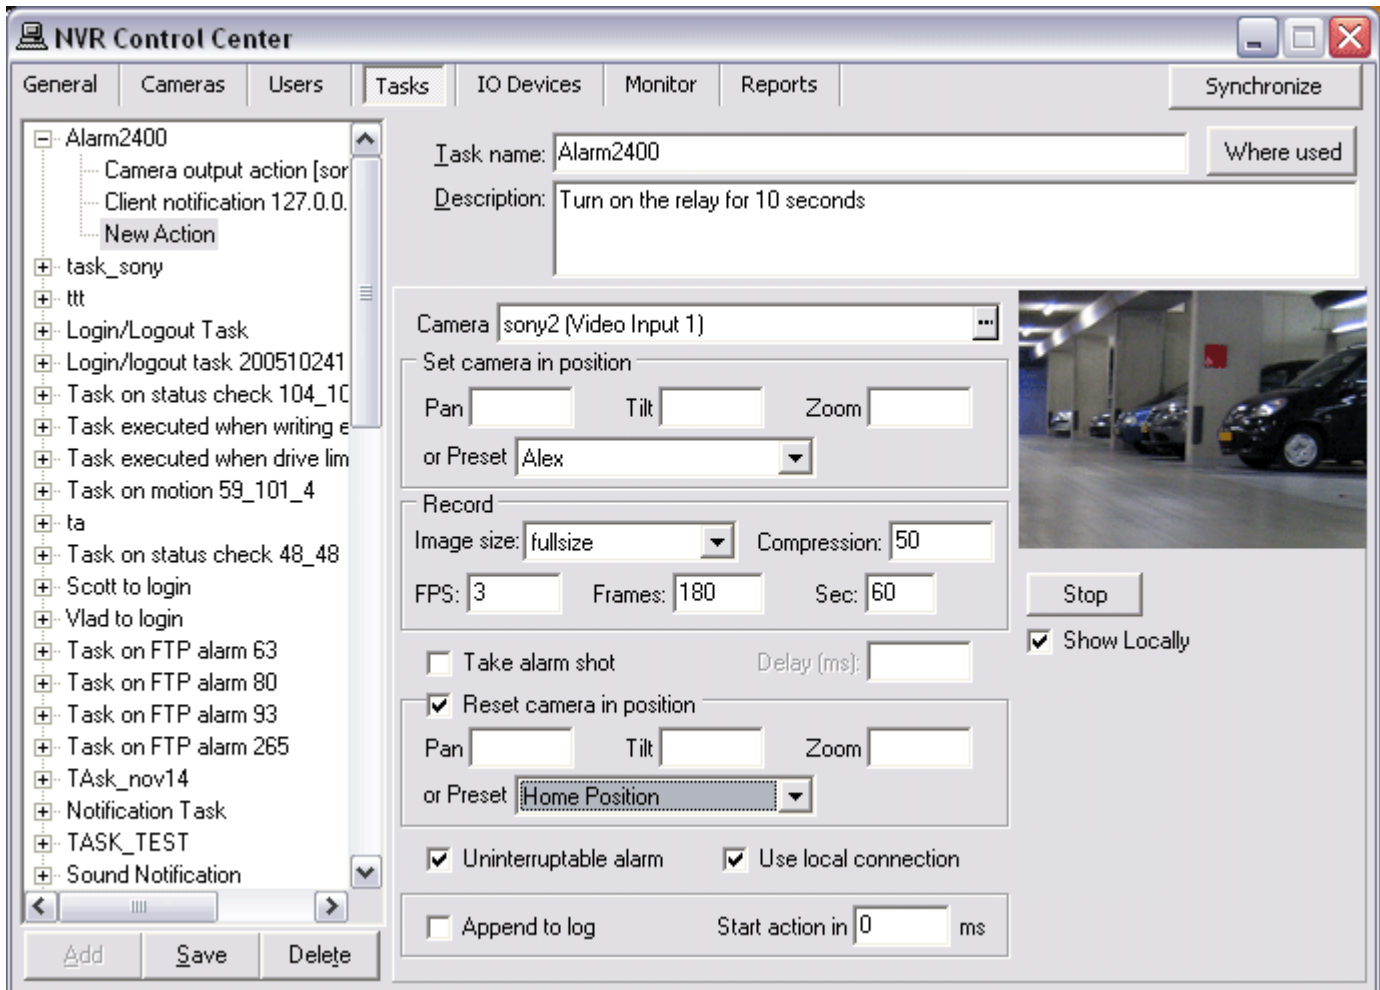 NVR Control Center
General Cameras Users Tasks IO Devices Monitor Reports Synchronize
Alarm2400
Camera output action [sor
Client notification 127.0.0.
New Action
task_sony
ttt
Login/Logout Task
Login/logout task 200510241
Task on status check 104_10
Task executed when writing e
Task executed when drive lim
Task on motion 59_101_4
ta
Task on status check 48_48
Scott to login
Vlad to login
Task on FTP alarm 63
Task on FTP alarm 80
Task on FTP alarm 93
Task on FTP alarm 265
TAsk_nov14
Notification Task
TASK_TEST
Sound Notification
Add Save Delete
Task name: Alarm2400 Where used
Description: Turn on the relay for 10 seconds
Camera sony2 (Video Input 1) ...
Set camera in position
Pan Tilt Zoom
or Preset Alex
Record
Image size: fullsize Compression: 50
FPS: 3 Frames: 180 Sec: 60
Take alarm shot Delay (ms):
Reset camera in position
Pan Tilt Zoom
or Preset Home Position
Uninterruptable alarm Use local connection
Append to log Start action in 0 ms
Stop
Show Locally